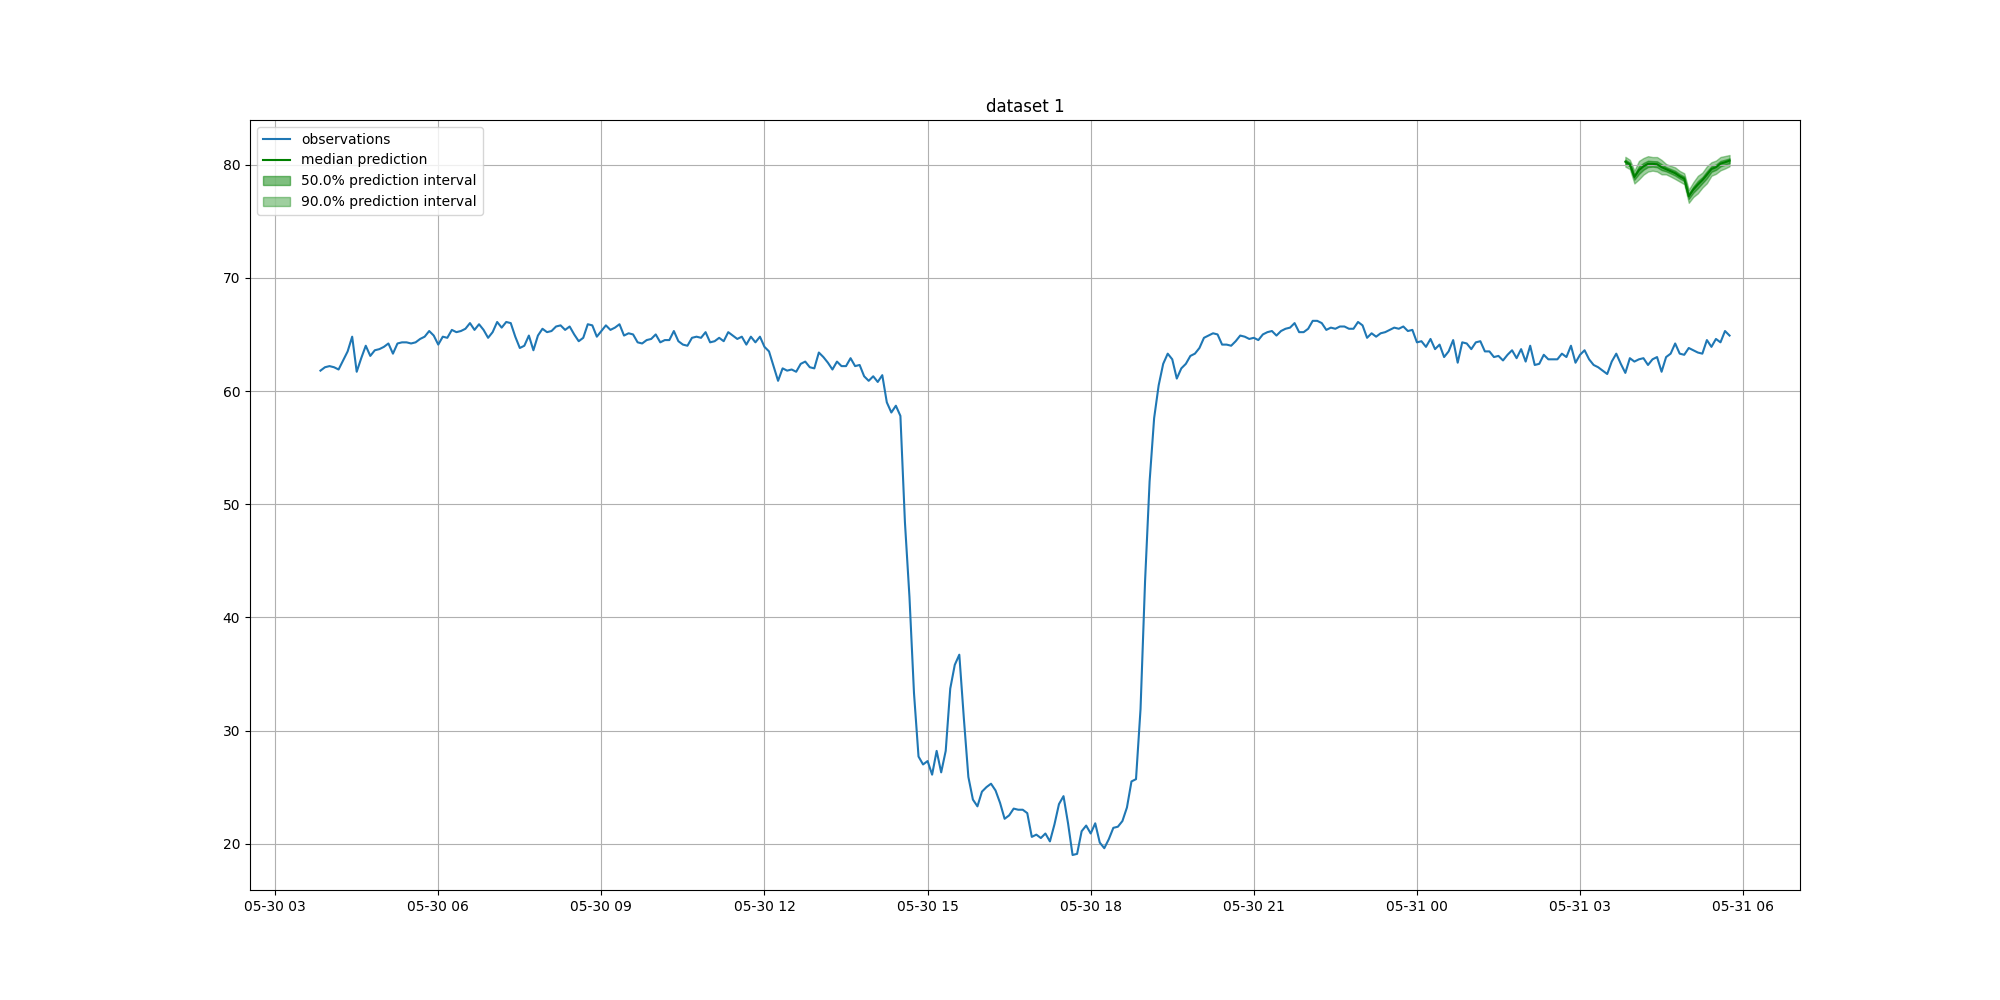 dataset 1
observations
median prediction
50.0% prediction interval
90.0% prediction interval
80
70
60
50
40
30
20
05-30 03 05-30 06 05-30 09 05-30 12 05-30 15 05-30 18 05-30 21 05-31 00 05-31 03 05-31 06